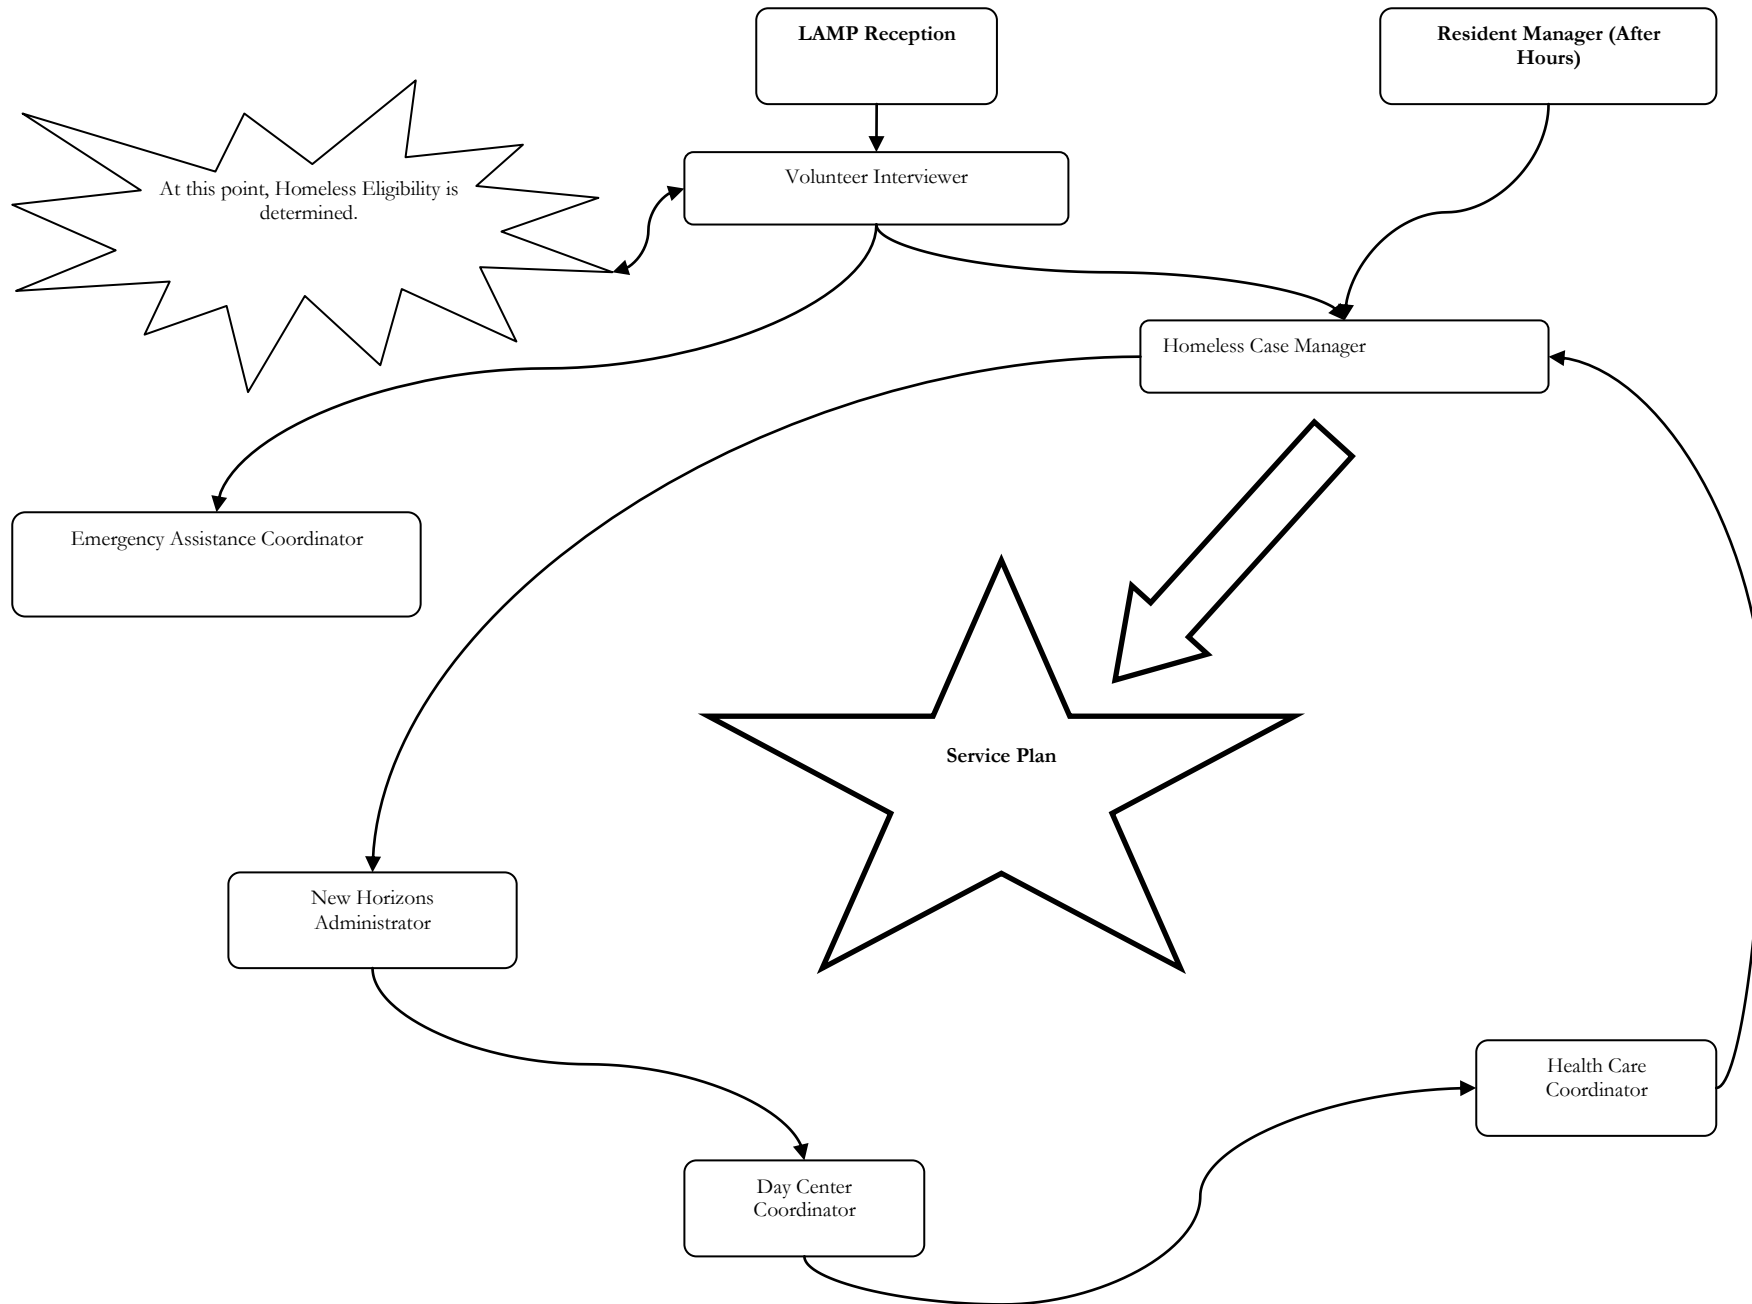 LAMP Reception
Resident Manager (After
Hours)
At this point, Homeless Eligibility is
determined.
Volunteer Interviewer
Homeless Case Manager
Emergency Assistance Coordinator
Service Plan
New Horizons
Administrator
Health Care
Coordinator
Day Center
Coordinator